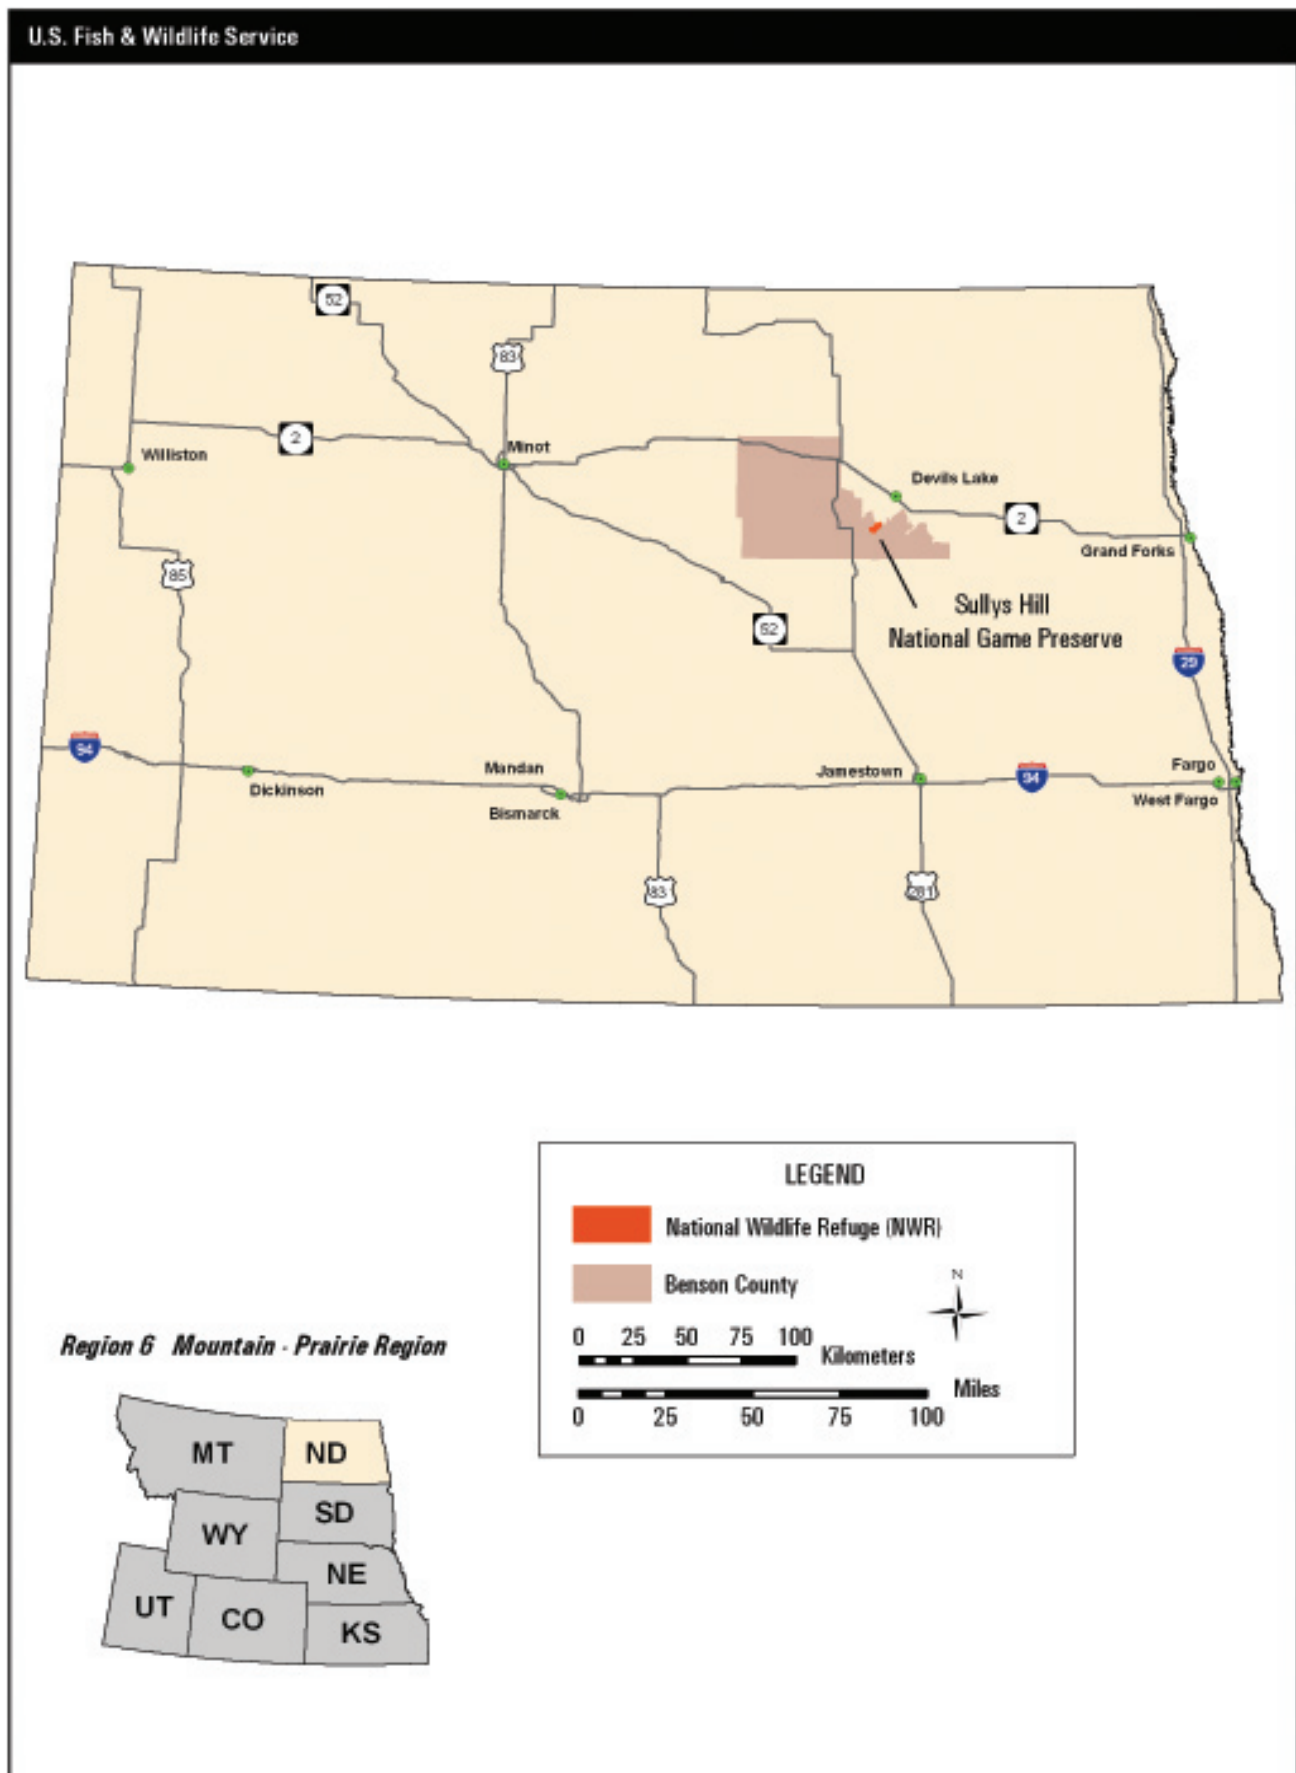 U.S. Fish & Wildlife Service
52
83
Minot
2
Williston
Devils Lake
2
Grand Forks
85
Sullys Hill
National Game Preserve
52
29
94
Mandan
Jamestown
94
Fargo
Dickinson
Bismarck
West Fargo
83
281
LEGEND
National Wildlife Refuge (NWR)
Benson County
N
0 25 50 75 100
Kilometers
Miles
0 25 50 75 100
Region 6 Mountain - Prairie Region
MT
ND
SD
WY
NE
UT
CO
KS